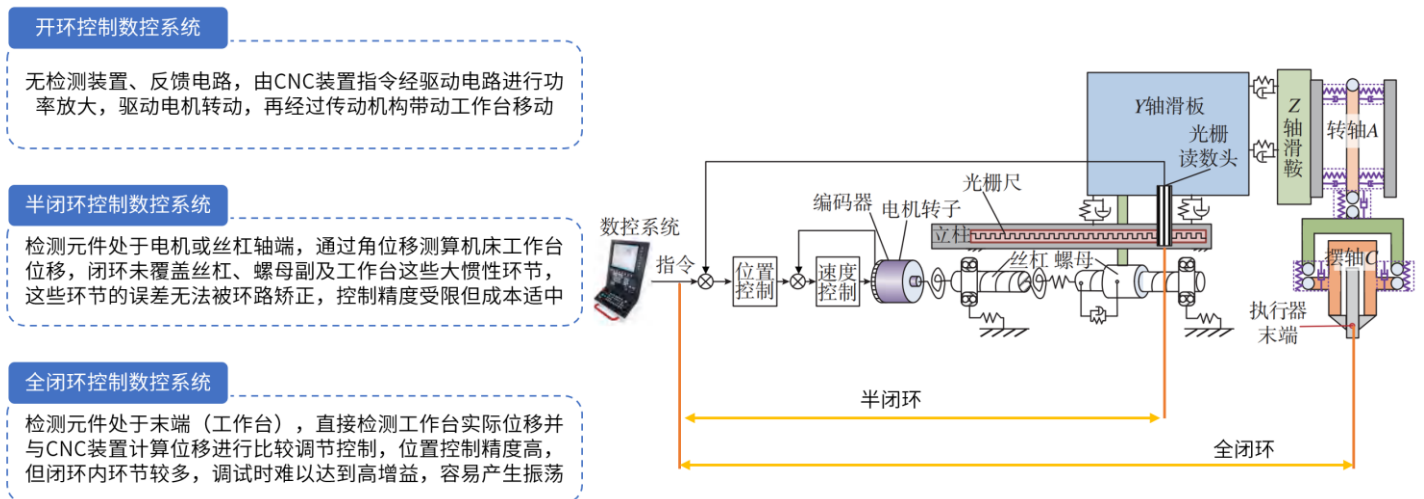 开环控制数控系统
无检测装置、反馈电路，由CNC装置指令经驱动电路进行功
率放大，驱动电机转动，再经过传动机构带动工作台移动
半闭环控制数控系统
检测元件处于电机或丝杠轴端，通过角位移测算机床工作台
位移，闭环未覆盖丝杠、螺母副及工作台这些大惯性环节，
这些环节的误差无法被环路矫正，控制精度受限但成本适中
全闭环控制数控系统
检测元件处于末端（工作台），直接检测工作台实际位移并
与CNC装置计算位移进行比较调节控制，位置控制精度高，
但闭环内环节较多，调试时难以达到高增益，容易产生振荡
Y轴滑板
光栅
读数头
Z
轴
滑
鞍
转轴A
光栅尺
编码器
电机转子
立柱
数控系统
指令
位置
控制
速度
控制
丝杠
螺母
摆轴C
执行器
末端
半闭环
全闭环